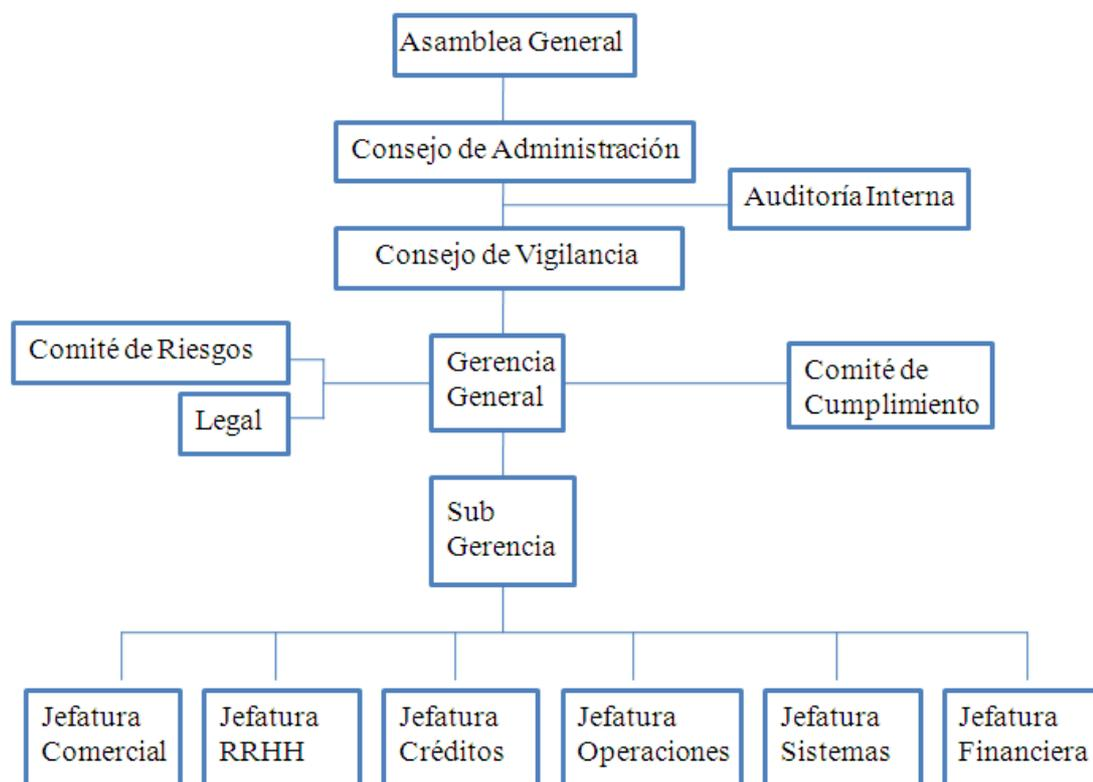 Asamblea General
Consejo de Administración
Auditoría Interna
Consejo de Vigilancia
Comité de Riesgos
Legal
Gerencia
General
Comité de
Cumplimiento
Sub
Gerencia
Jefatura
Comercial
Jefatura
RRHH
Jefatura
Créditos
Jefatura
Operaciones
Jefatura
Sistemas
Jefatura
Financiera